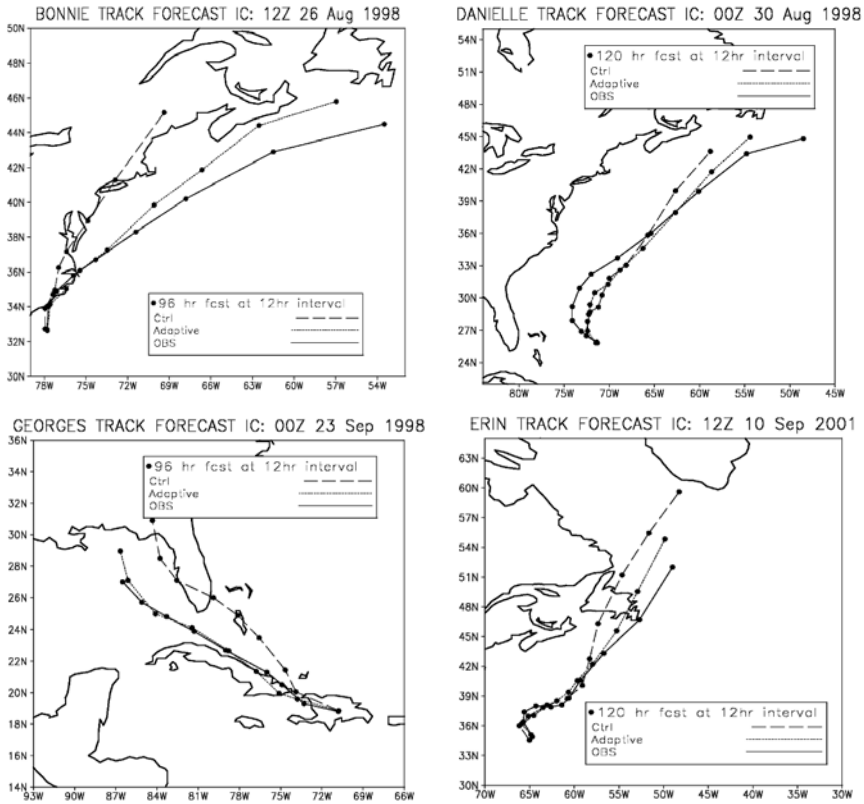 BONNIE TRACK FORECAST IC: 12Z 26 Aug 1998
50N
48N
46N
44N
42N
40N
38N
36N
34N
32N
30N
96 hr fcst at 12hr interval
Ctrl
Adaptive
OBS
78W 75W 72W 69W 66W 63W 60W 57W 54W
DANIELLE TRACK FORECAST IC: 00Z 30 Aug 1998
54N
51N
48N
45N
42N
39N
36N
33N
30N
27N
24N
120 hr fcst at 12hr interval
Ctrl
Adaptive
OBS
80W 75W 70W 65W 60W 55W 50W 45W
GEORGES TRACK FORECAST IC: 00Z 23 Sep 1998
36N
34N
32N
30N
28N
26N
24N
22N
20N
18N
16N
14N
96 hr fcst at 12hr interval
Ctrl
Adaptive
OBS
93W 90W 87W 84W 81W 78W 75W 72W 69W 66W
ERIN TRACK FORECAST IC: 12Z 10 Sep 2001
63N
60N
57N
54N
51N
48N
45N
42N
39N
36N
33N
30N
120 hr fcst at 12hr interval
Ctrl
Adaptive
OBS
70W 65W 60W 55W 50W 45W 40W 35W 30W